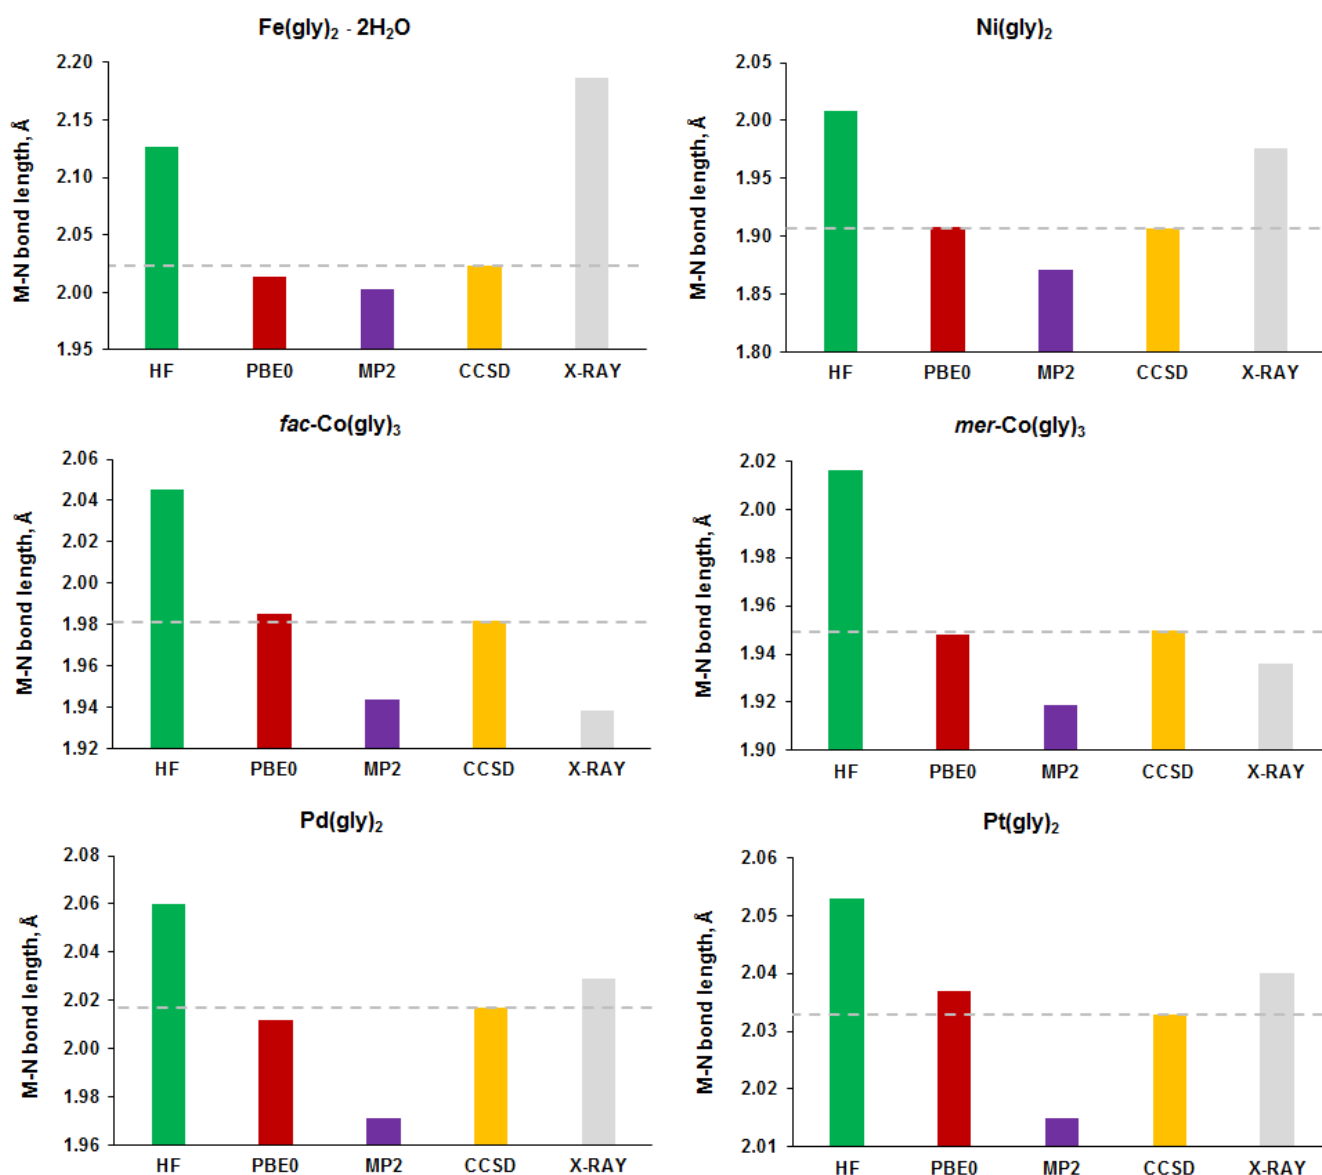 Fe(gly)₂ - 2H₂O
M-N bond length, Å
2.20
2.15
2.10
2.05
2.00
1.95
HF PBE0 MP2 CCSD X-RAY
Ni(gly)₂
M-N bond length, Å
2.05
2.00
1.95
1.90
1.85
1.80
HF PBE0 MP2 CCSD X-RAY
fac-Co(gly)₃
M-N bond length, Å
2.06
2.04
2.02
2.00
1.98
1.96
1.94
1.92
HF PBE0 MP2 CCSD X-RAY
mer-Co(gly)₃
M-N bond length, Å
2.02
2.00
1.98
1.96
1.94
1.92
1.90
HF PBE0 MP2 CCSD X-RAY
Pd(gly)₂
M-N bond length, Å
2.08
2.06
2.04
2.02
2.00
1.98
1.96
HF PBE0 MP2 CCSD X-RAY
Pt(gly)₂
M-N bond length, Å
2.06
2.05
2.04
2.03
2.02
2.01
HF PBE0 MP2 CCSD X-RAY